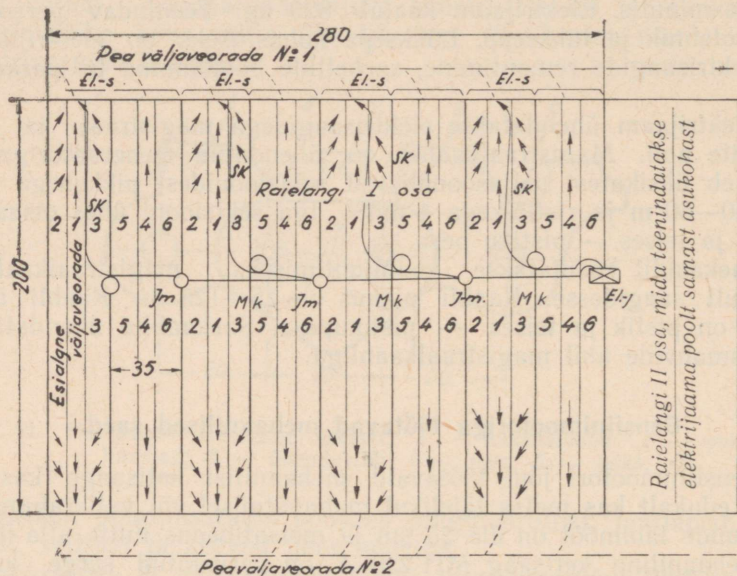 280
Pea väljaveorada № 1
El.-s El.-s El.-s El.-s
SK SK SK SK
Raielangi I osa
2 1 3 5 4 6 2 1 3 5 4 6 2 1 3 5 4 6 2 1 3 5 4 6
200
Jm Mk Jm Mk J-m. Mk El-j
3 5 4 6 2 1 3 5 4 6 2 1 3 5 4 6 2 1 3 5 4 6
35
Esialgne
väljaveorada
Raielangi II osa, mida teenindatakse
elektrijaama poolt samast asukohast
Peaväljaveorada № 2